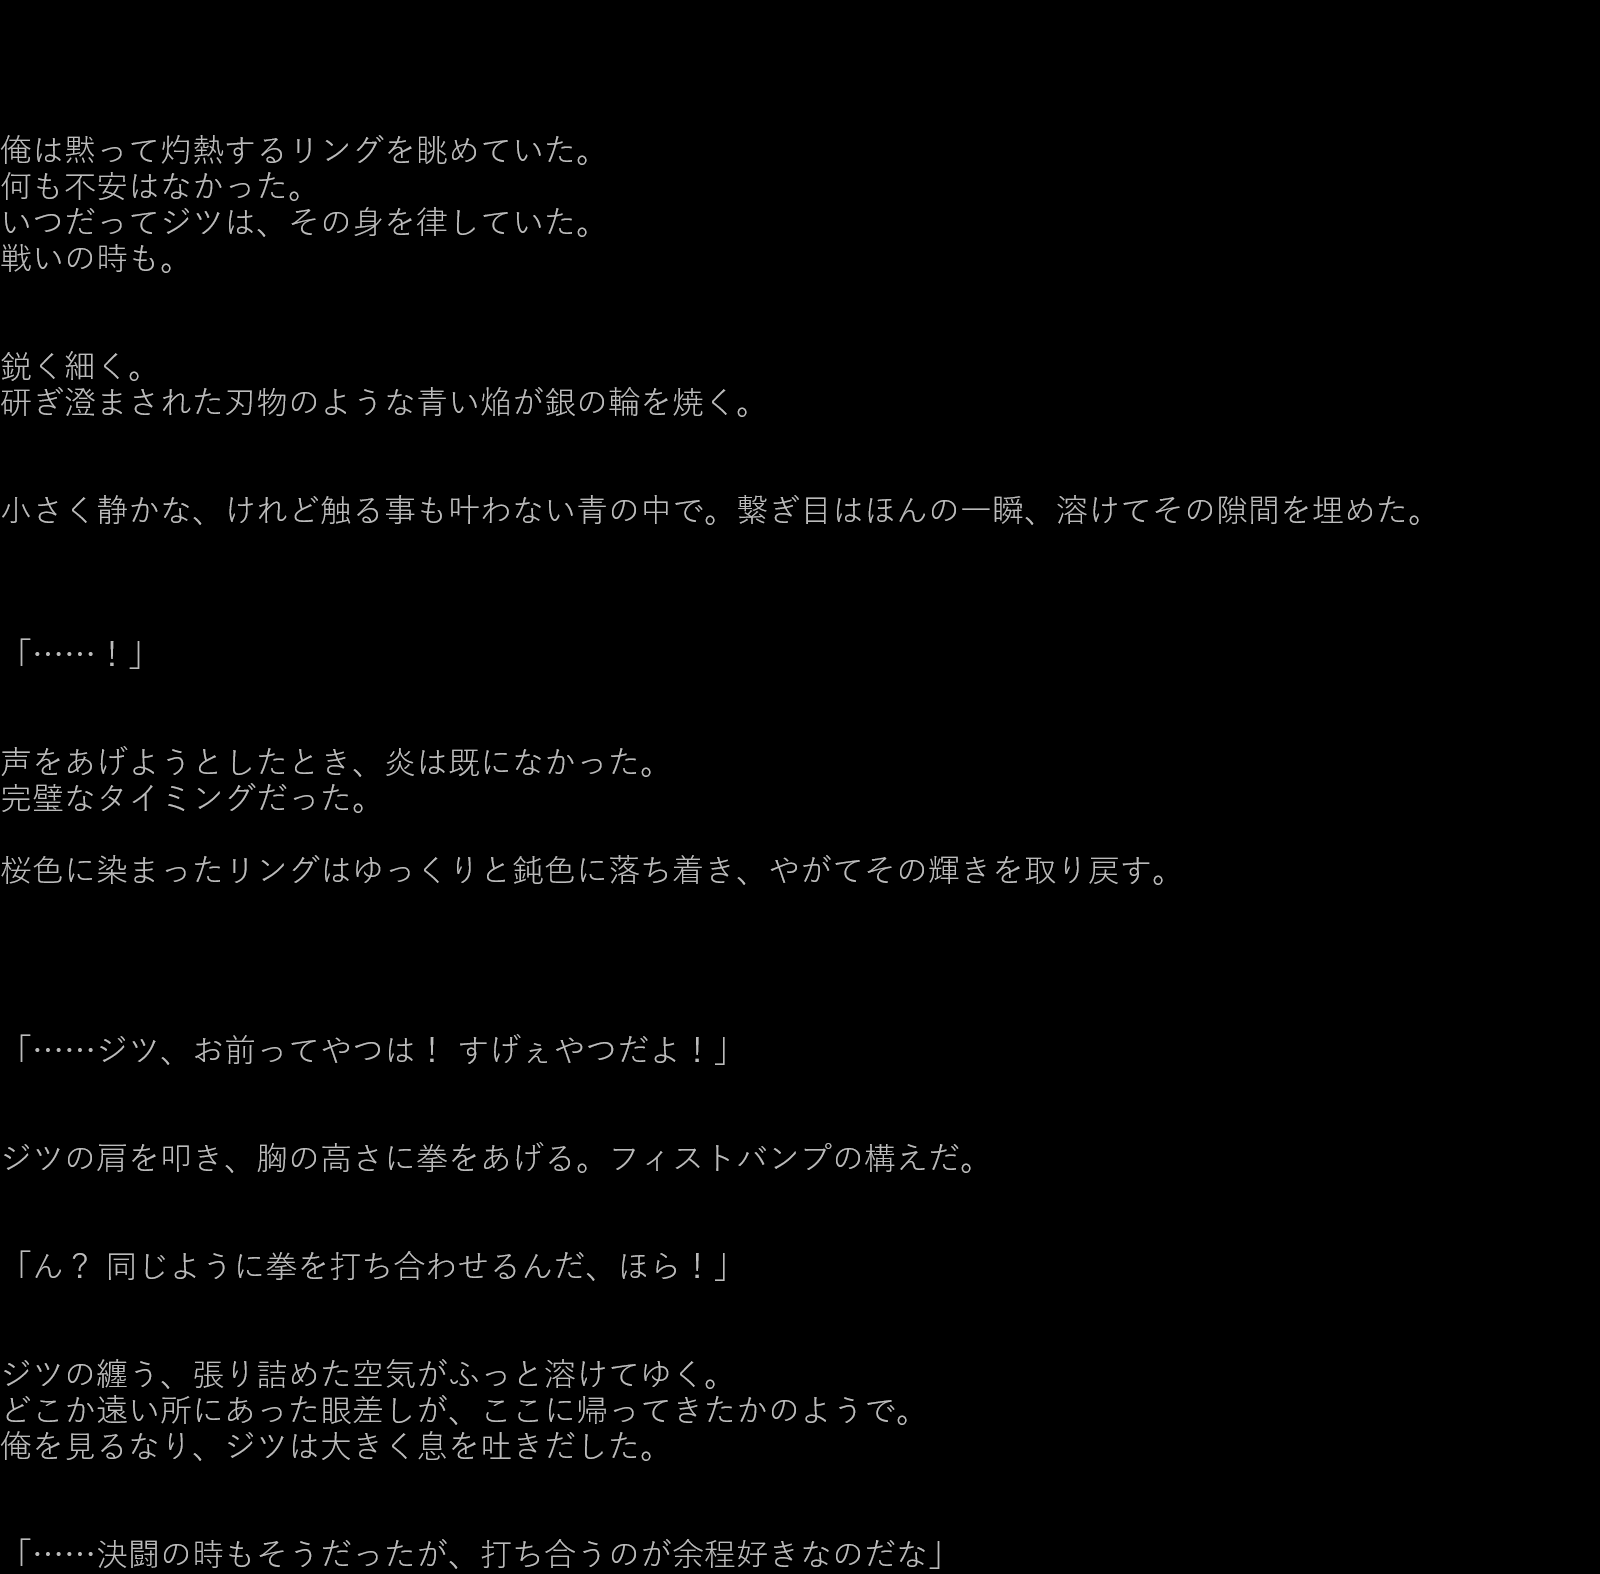 俺は黙って灼熱するリングを眺めていた。
何も不安はなかった。
いつだってジツは、その身を律していた。
戦いの時も。
鋭く細く。
研ぎ澄まされた刃物のような青い焔が銀の輪を焼く。
小さく静かな、けれど触る事も叶わない青の中で。繋ぎ目はほんの一瞬、溶けてその隙間を埋めた。
「……！」
声をあげようとしたとき、炎は既になかった。
完璧なタイミングだった。
桜色に染まったリングはゆっくりと鈍色に落ち着き、やがてその輝きを取り戻す。
「……ジツ、お前ってやつは！ すげぇやつだよ！」
ジツの肩を叩き、胸の高さに拳をあげる。フィストバンプの構えだ。
「ん？ 同じように拳を打ち合わせるんだ、ほら！」
ジツの纏う、張り詰めた空気がふっと溶けてゆく。
どこか遠い所にあった眼差しが、ここに帰ってきたかのようで。
俺を見るなり、ジツは大きく息を吐きだした。
「……決闘の時もそうだったが、打ち合うのが余程好きなのだな」